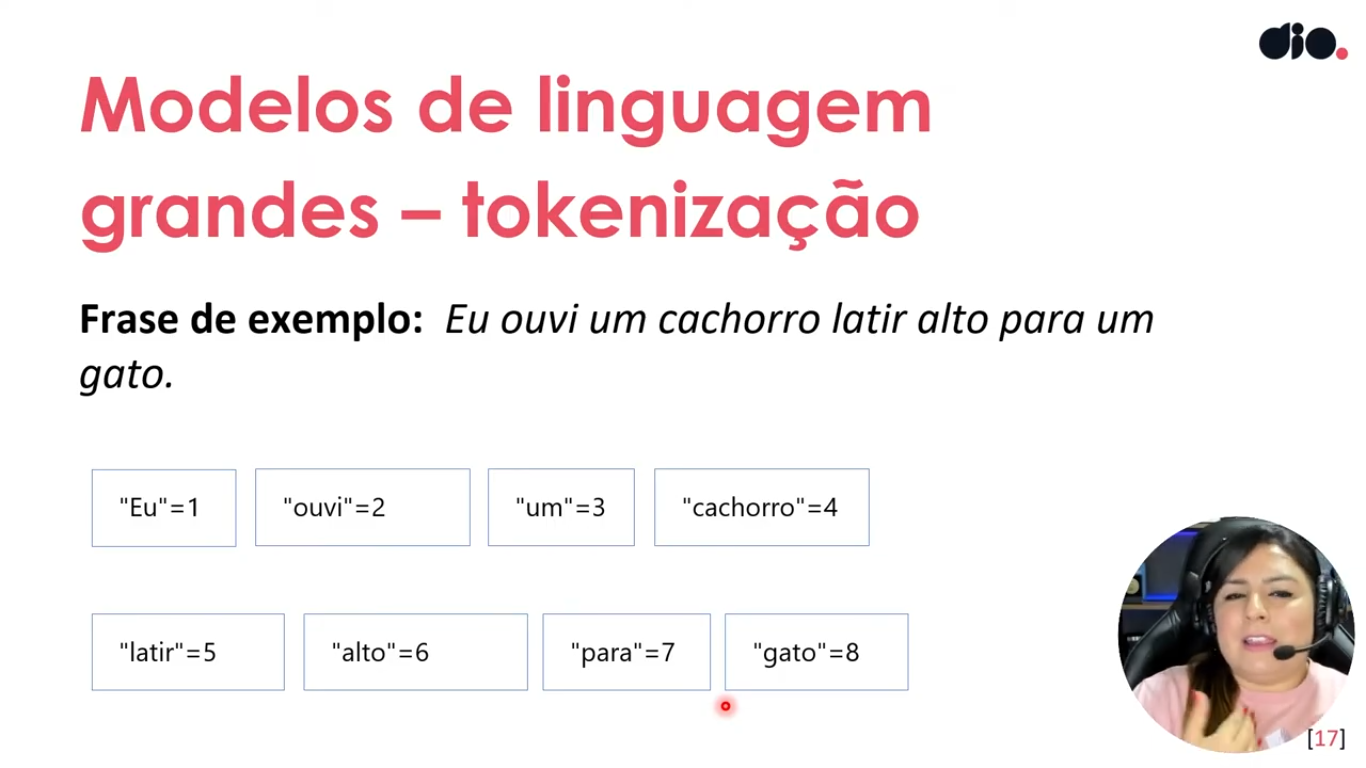 dio.
Modelos de linguagem
grandes – tokenização
Frase de exemplo: Eu ouvi um cachorro latir alto para um
gato.
"Eu"=1 "ouvi"=2 "um"=3 "cachorro"=4
"latir"=5 "alto"=6 "para"=7 "gato"=8
[17]